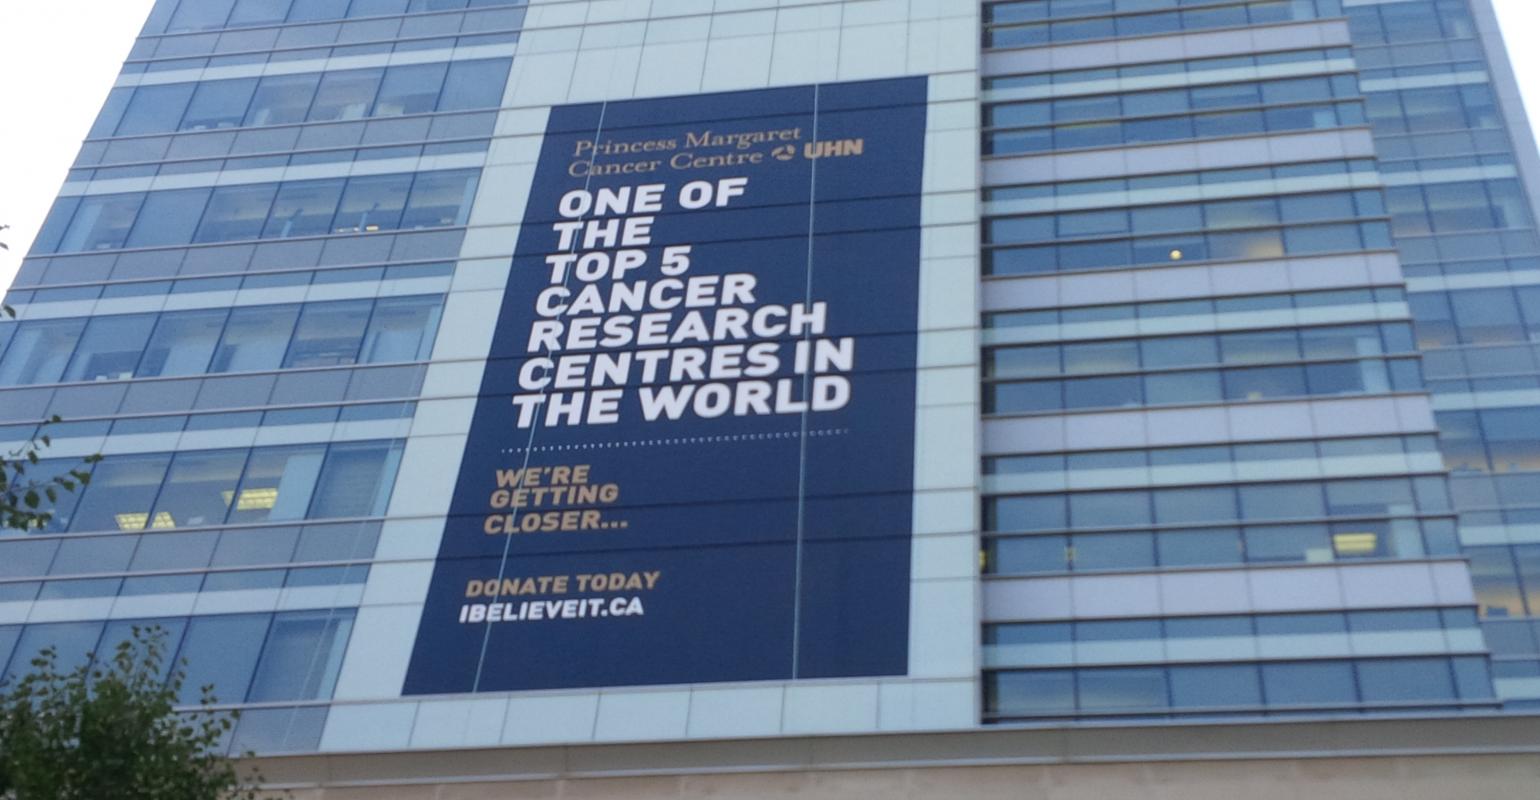 Princess Margaret
Cancer Centre UHN
ONE OF
THE
TOP 5
CANCER
RESEARCH
CENTRES IN
THE WORLD
WE'RE
GETTING
CLOSER...
DONATE TODAY
IBELIEVEIT.CA